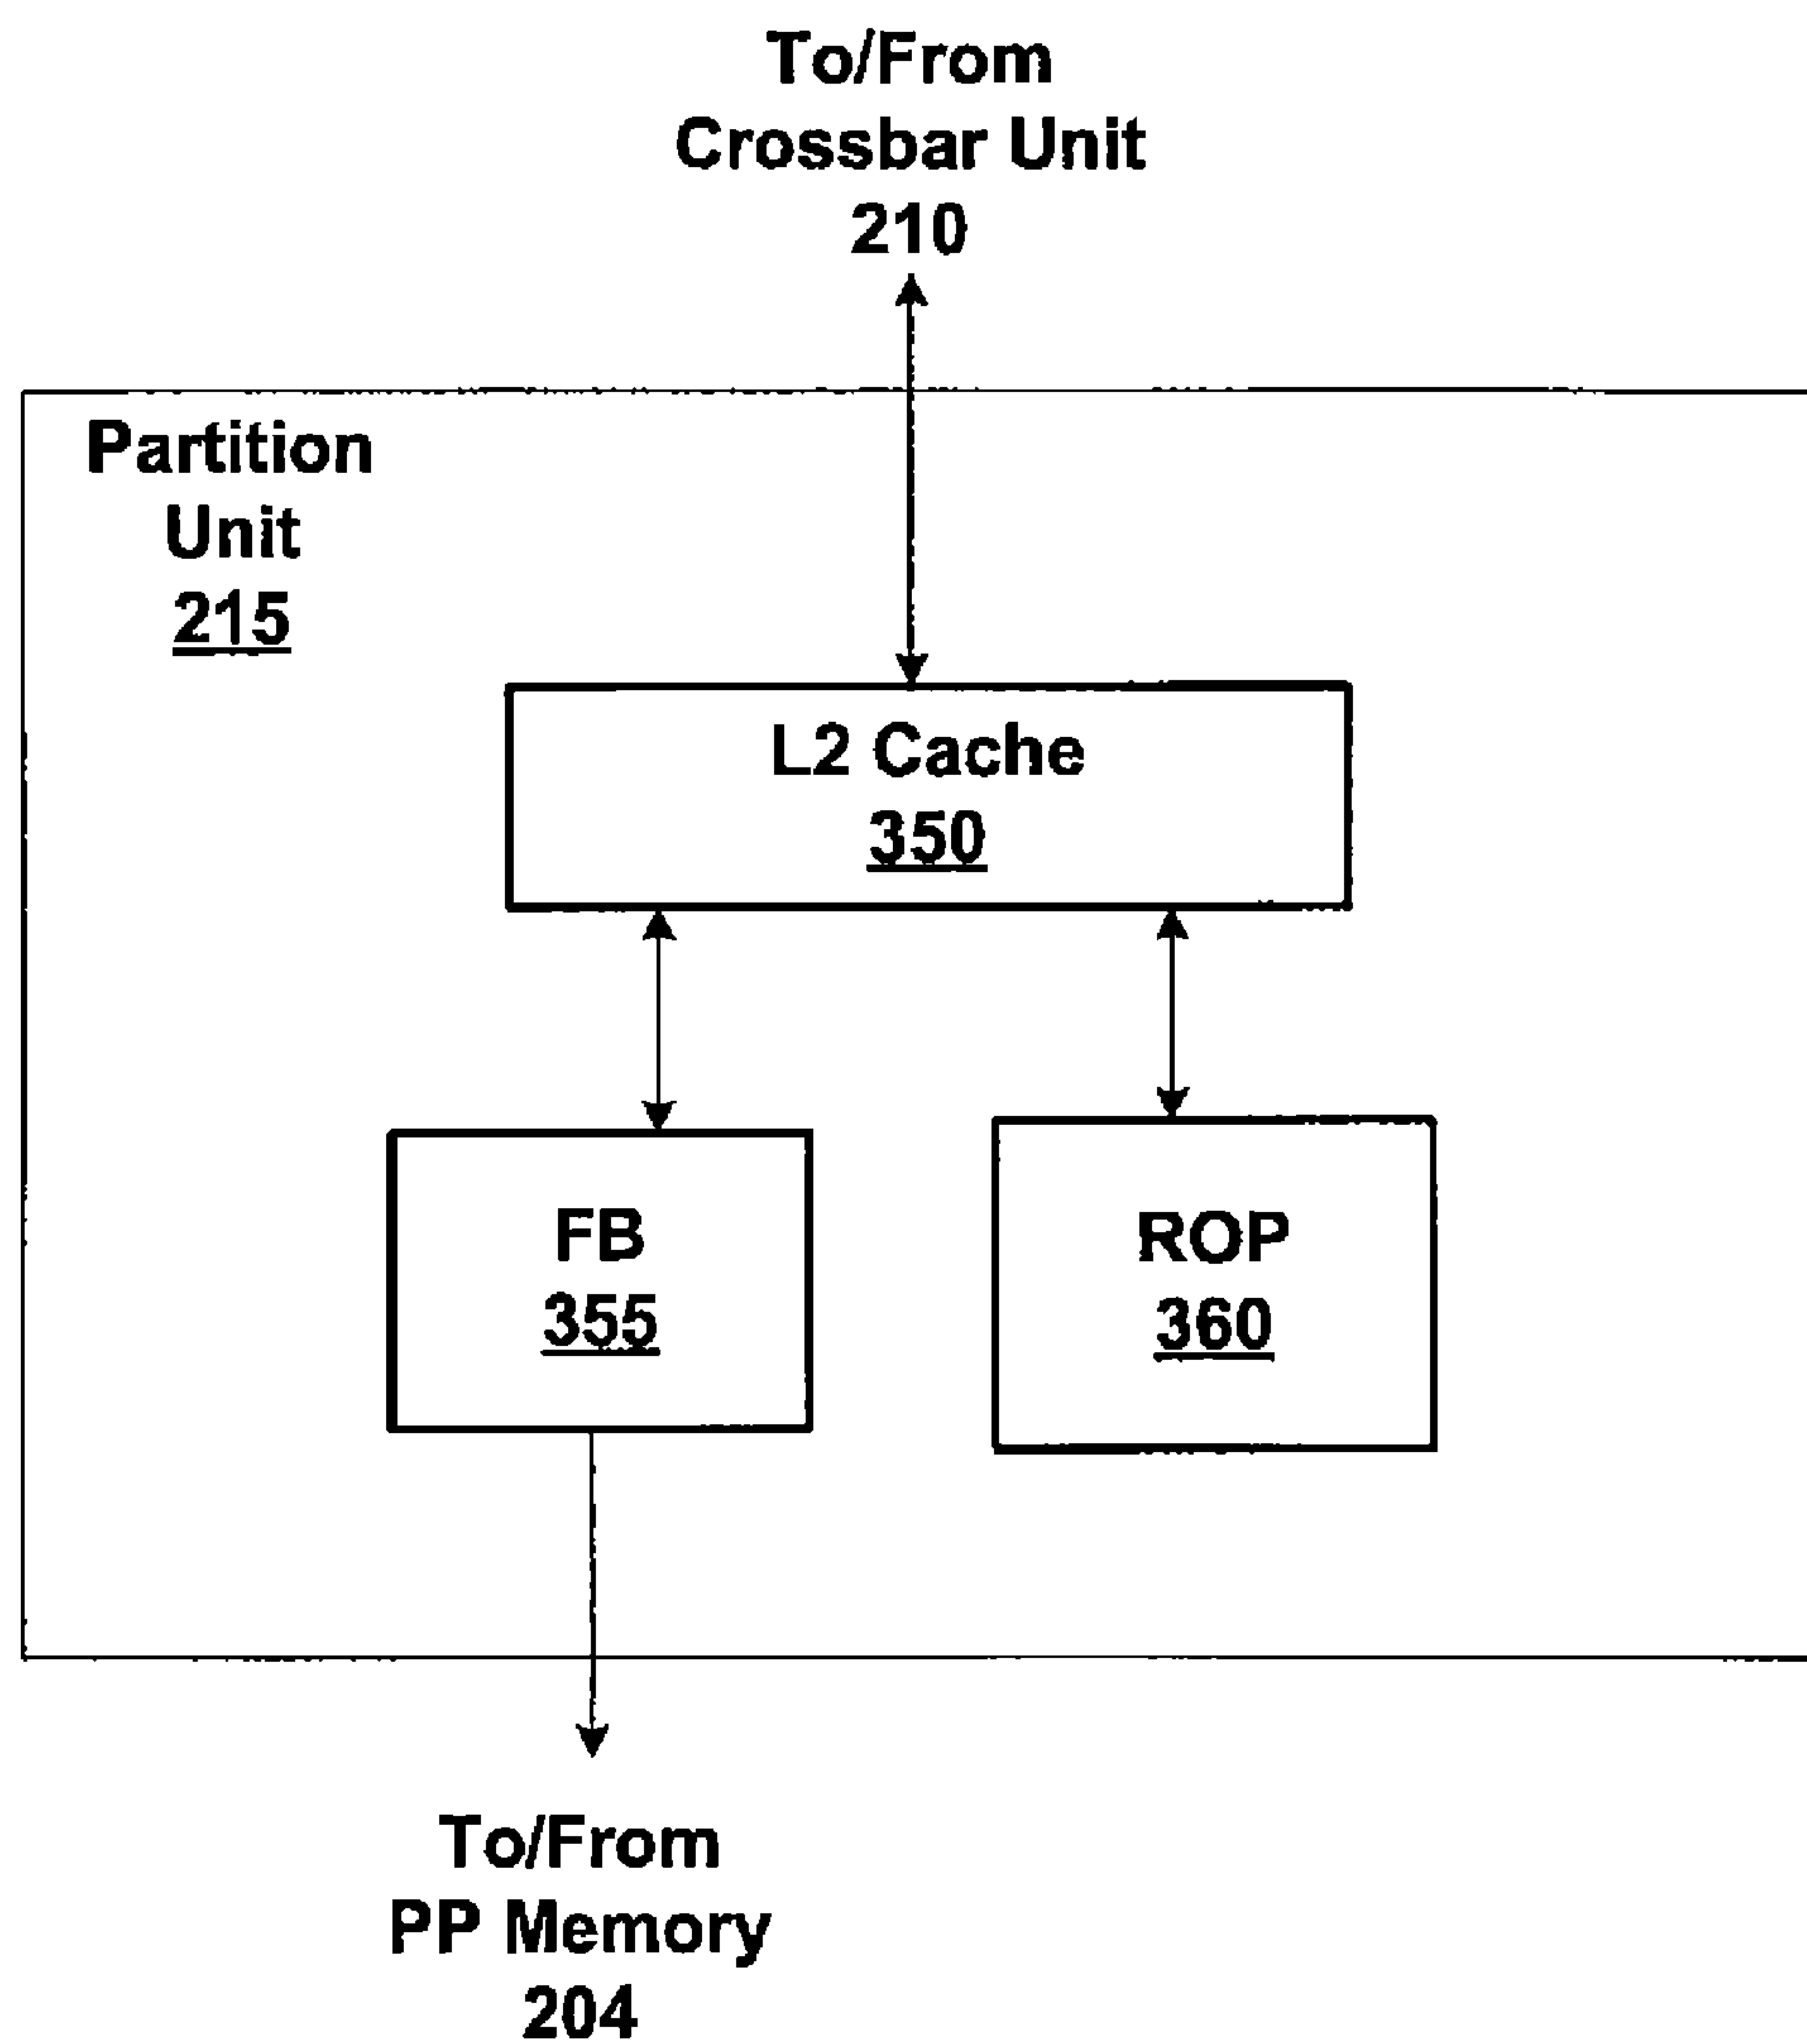 To/From
Crossbar Unit
210
Partition
Unit
215
L2 Cache
350
FB
355
ROP
360
To/From
PP Memory
204